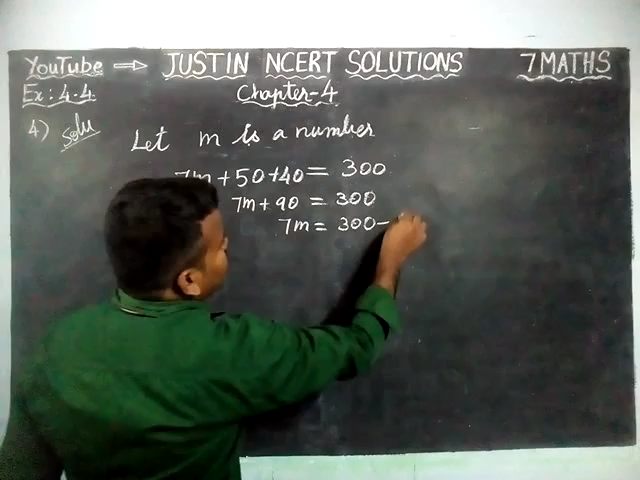 YouTube ⇒ JUSTIN NCERT SOLUTIONS 7 MATHS
Ex: 4.4 Chapter-4
4) Solu
Let m is a number
7m + 50 + 40 = 300
7m + 90 = 300
7m = 300 -